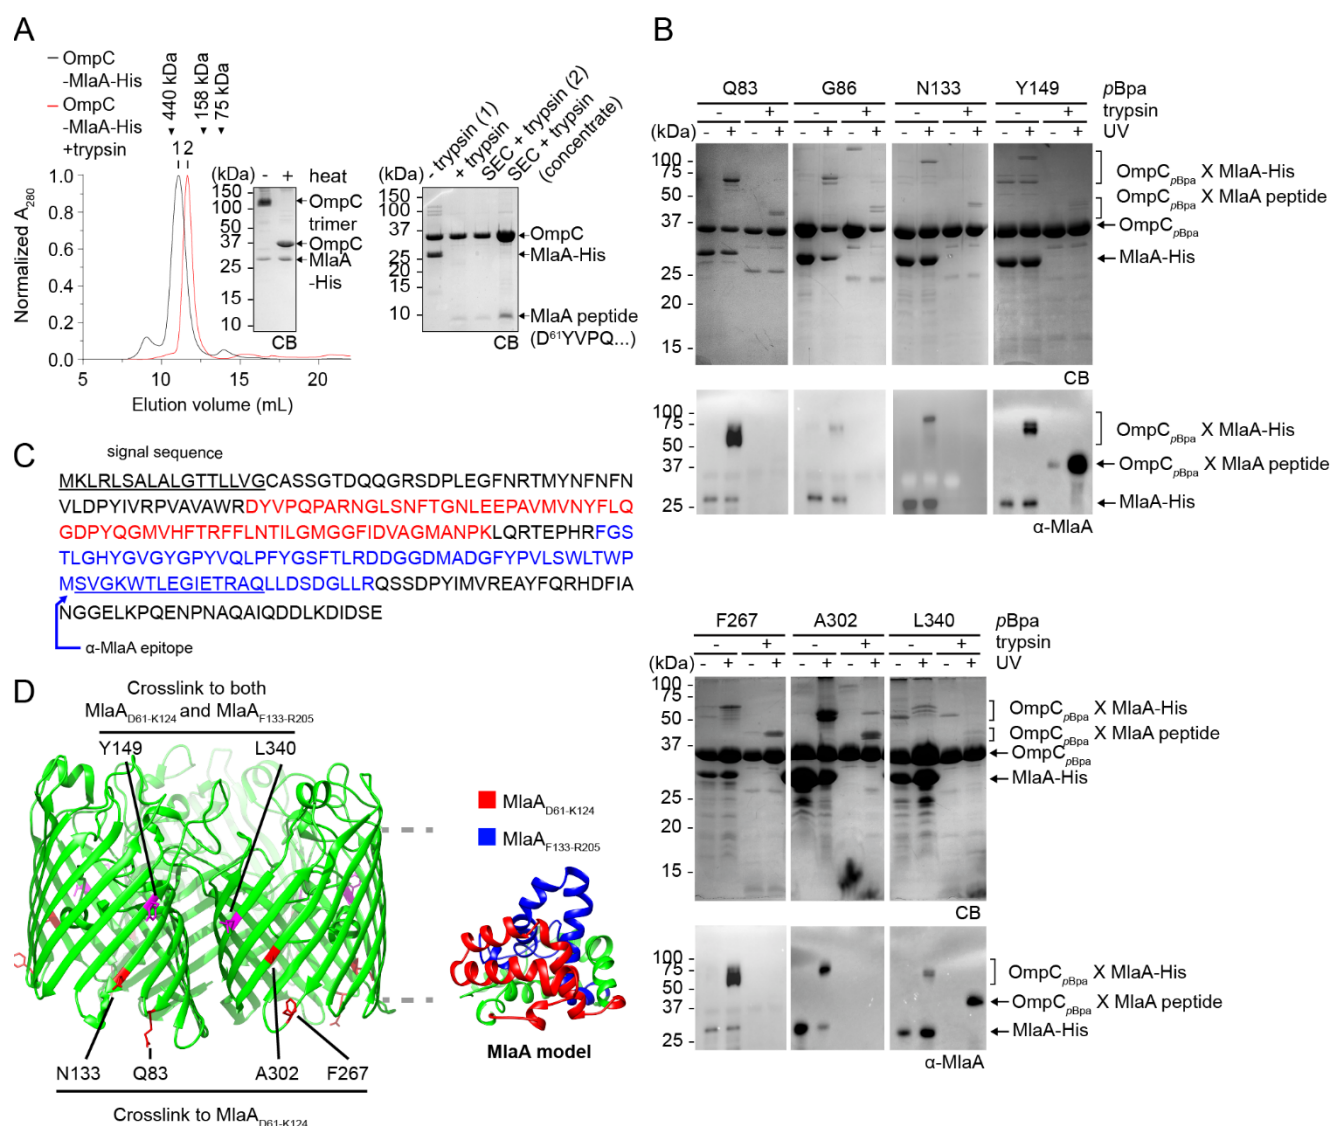 A
OmpC
-MlaA-His
OmpC
-MlaA-His
+trypsin
440 kDa
158 kDa
75 kDa
1 2
Normalized A280
1.0
0.8
0.6
0.4
0.2
0.0
5
10
15
20
Elution volume (mL)
(kDa)
- +
heat
150
100
75
50
37
25
15
10
OmpC
trimer
OmpC
MlaA
-His
CB
- trypsin (1)
+ trypsin
SEC + trypsin (2)
SEC + trypsin
(concentrate)
(kDa)
150
100
75
50
37
25
20
15
10
OmpC
MlaA-His
MlaA peptide
(D61YVPQ...)
CB
B
Q83 G86 N133 Y149 pBpa
- + - + - + - + trypsin
(kDa) - + - + - + - + - + - + - + - + UV
100
75
50
37
25
20
15
OmpCpBpa X MlaA-His
OmpCpBpa X MlaA peptide
OmpCpBpa
MlaA-His
CB
100
75
50
37
25
OmpCpBpa X MlaA-His
OmpCpBpa X MlaA peptide
MlaA-His
α-MlaA
F267 A302 L340 pBpa
- + - + - + trypsin
(kDa) - + - + - + - + - + - + UV
100
75
50
37
25
20
15
OmpCpBpa X MlaA-His
OmpCpBpa X MlaA peptide
OmpCpBpa
MlaA-His
CB
100
75
50
37
25
OmpCpBpa X MlaA-His
OmpCpBpa X MlaA peptide
MlaA-His
α-MlaA
C
signal sequence
MKLRLSALALGTTLLVGCASSGTDQQGRSDPLEGFNRTMYNFNFN
VLDPYIVRPVAVAWRDYVPQPARNGLSNFTGNLEEPAVMVNYFLQ
GDPYQGMVHFTRFFLNTILGMGGFIDVAGMANPKLQRTEPHRFGS
TLGHYGVGYGPYVQLPFYGSFTLRDDGGDMADGFYPVLSWLTWP
MSVGKWTLEGIETRAQLLDSDGLLRQSSDPYIMVREAYFQRHDFIA
NGGELKPQENPNAQAIQDDLKDIDSE
α-MlaA epitope
D
Crosslink to both
MlaAD61-K124 and MlaAF133-R205
Y149 L340
N133 Q83 A302 F267
Crosslink to MlaAD61-K124
MlaAD61-K124
MlaAF133-R205
MlaA model